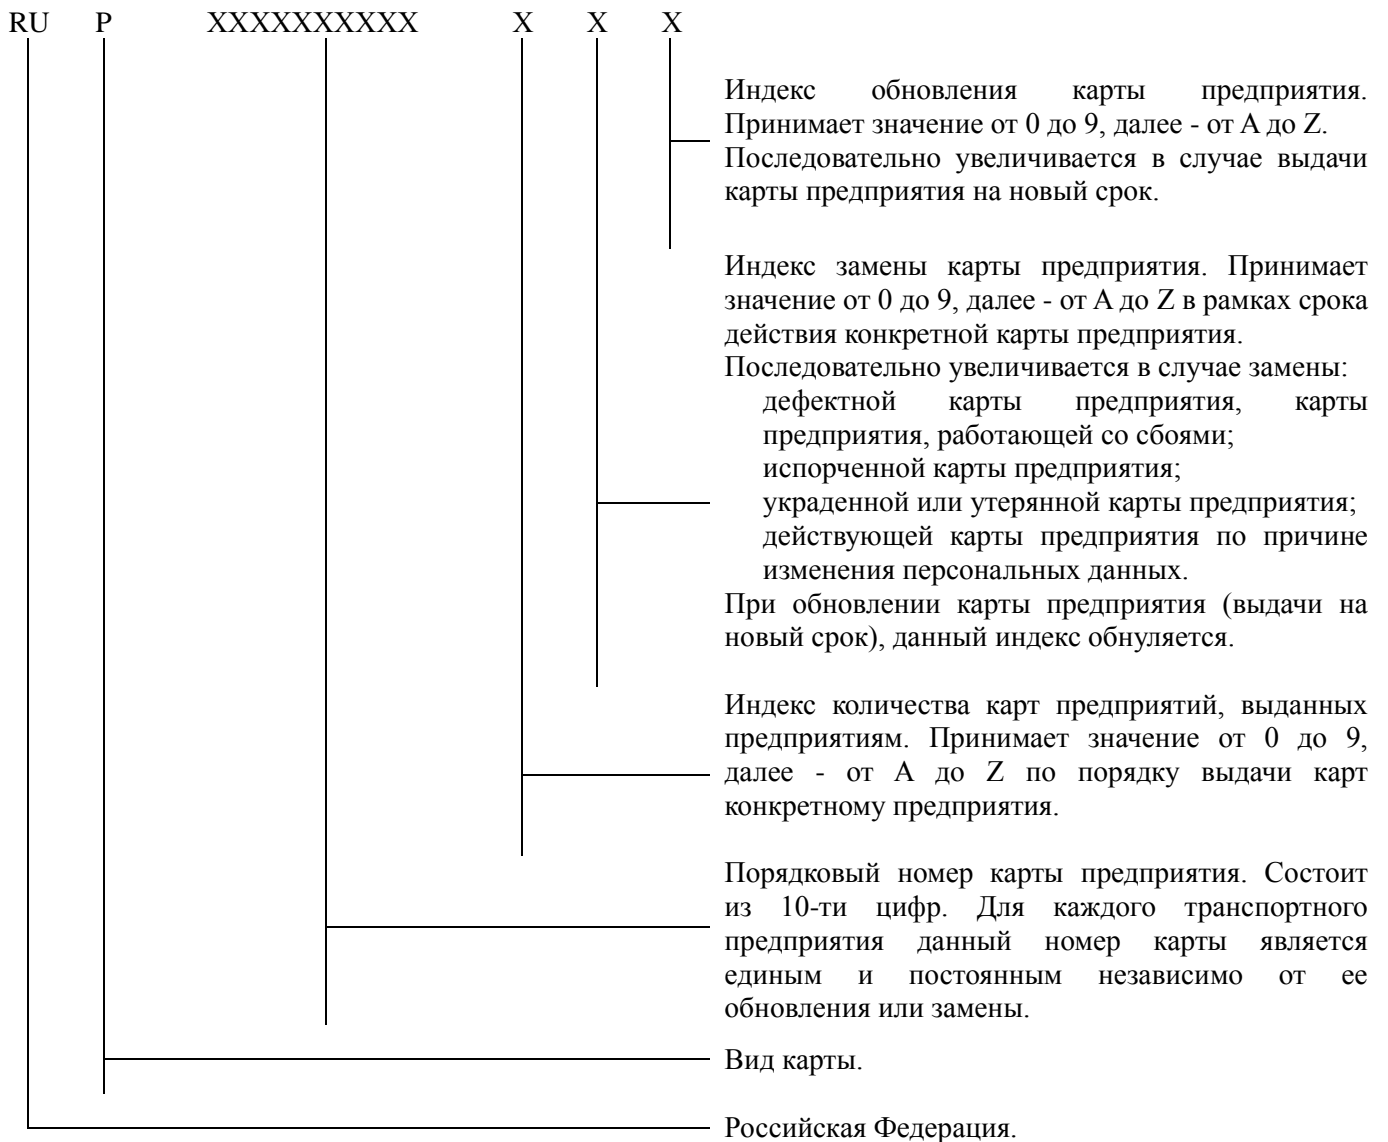 RU P XXXXXXXXXX X X X
Индекс обновления карты предприятия.
Принимает значение от 0 до 9, далее - от A до Z.
Последовательно увеличивается в случае выдачи
карты предприятия на новый срок.
Индекс замены карты предприятия. Принимает
значение от 0 до 9, далее - от A до Z в рамках срока
действия конкретной карты предприятия.
Последовательно увеличивается в случае замены:
дефектной карты предприятия, карты
предприятия, работающей со сбоями;
испорченной карты предприятия;
украденной или утерянной карты предприятия;
действующей карты предприятия по причине
изменения персональных данных.
При обновлении карты предприятия (выдачи на
новый срок), данный индекс обнуляется.
Индекс количества карт предприятий, выданных
предприятиям. Принимает значение от 0 до 9,
далее - от A до Z по порядку выдачи карт
конкретному предприятия.
Порядковый номер карты предприятия. Состоит
из 10-ти цифр. Для каждого транспортного
предприятия данный номер карты является
единым и постоянным независимо от ее
обновления или замены.
Вид карты.
Российская Федерация.